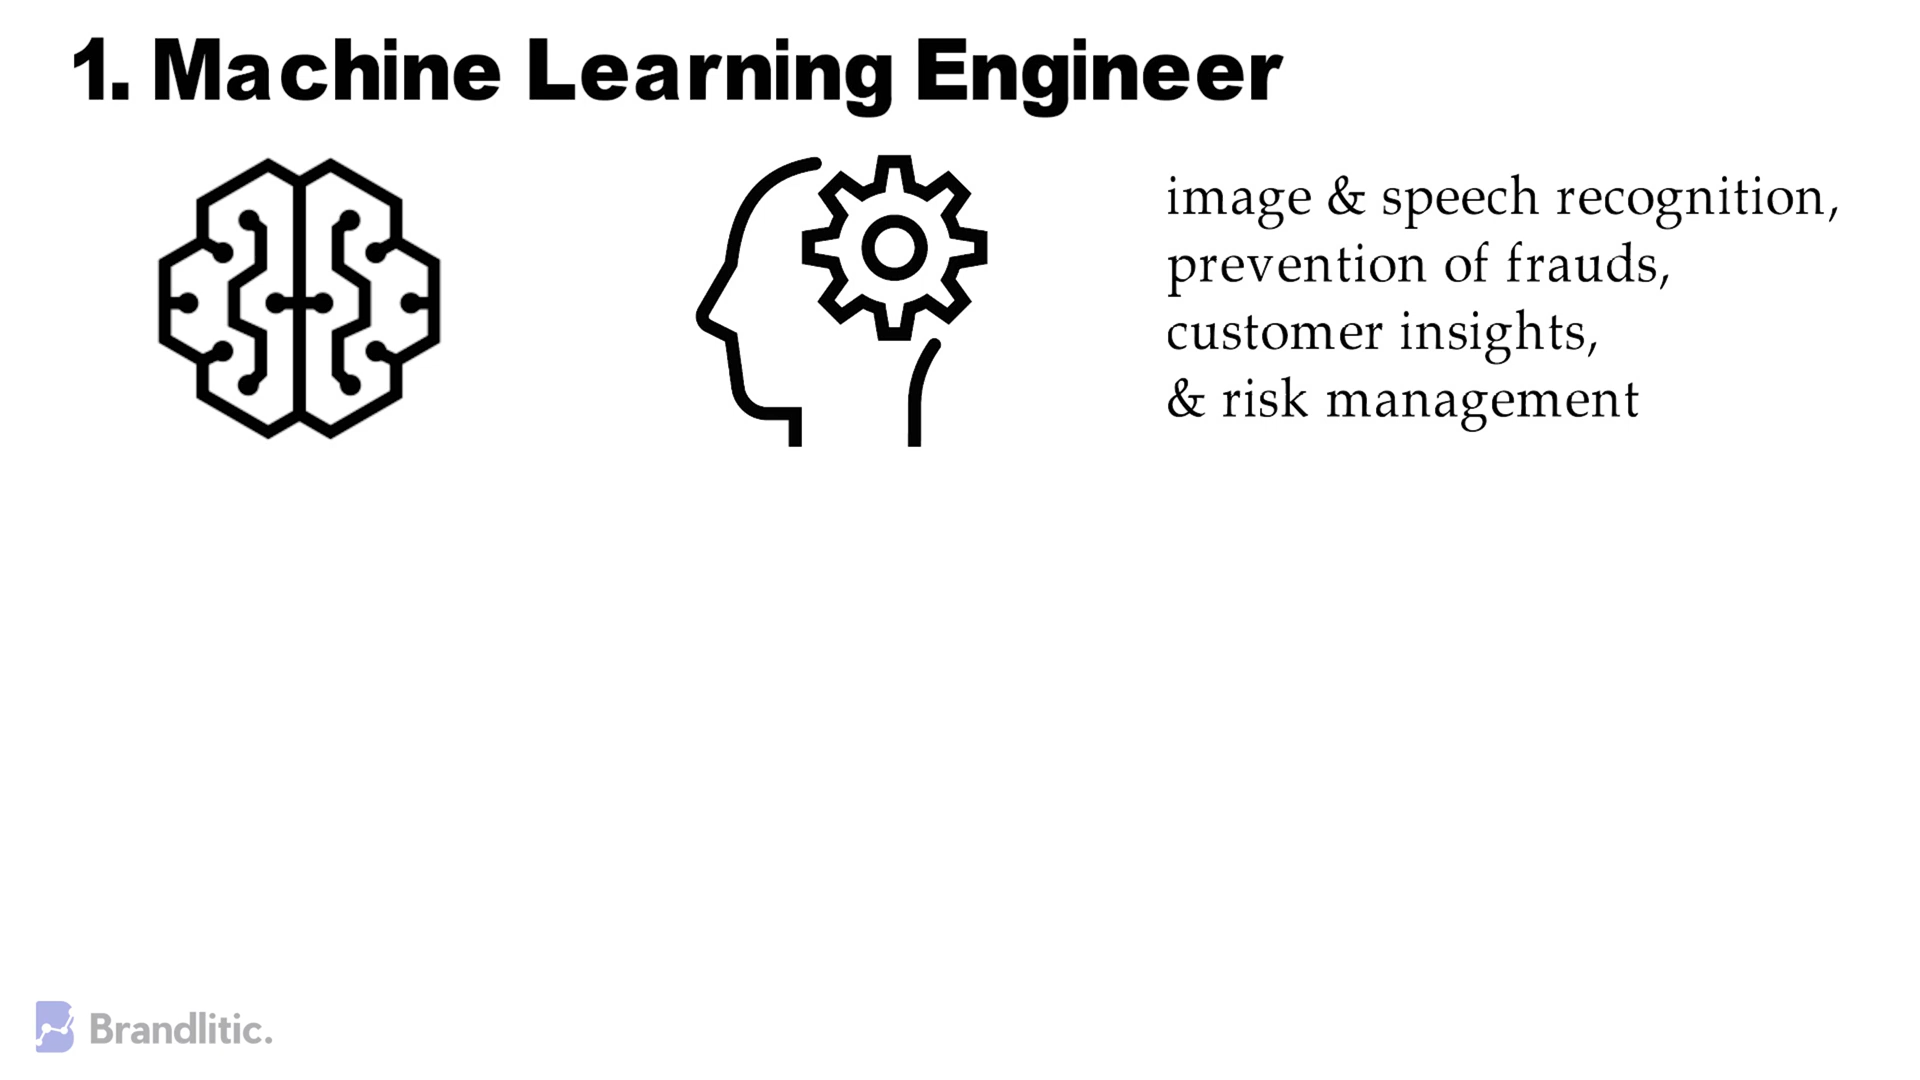 1. Machine Learning Engineer
image & speech recognition,
prevention of frauds,
customer insights,
& risk management
Brandlitic.